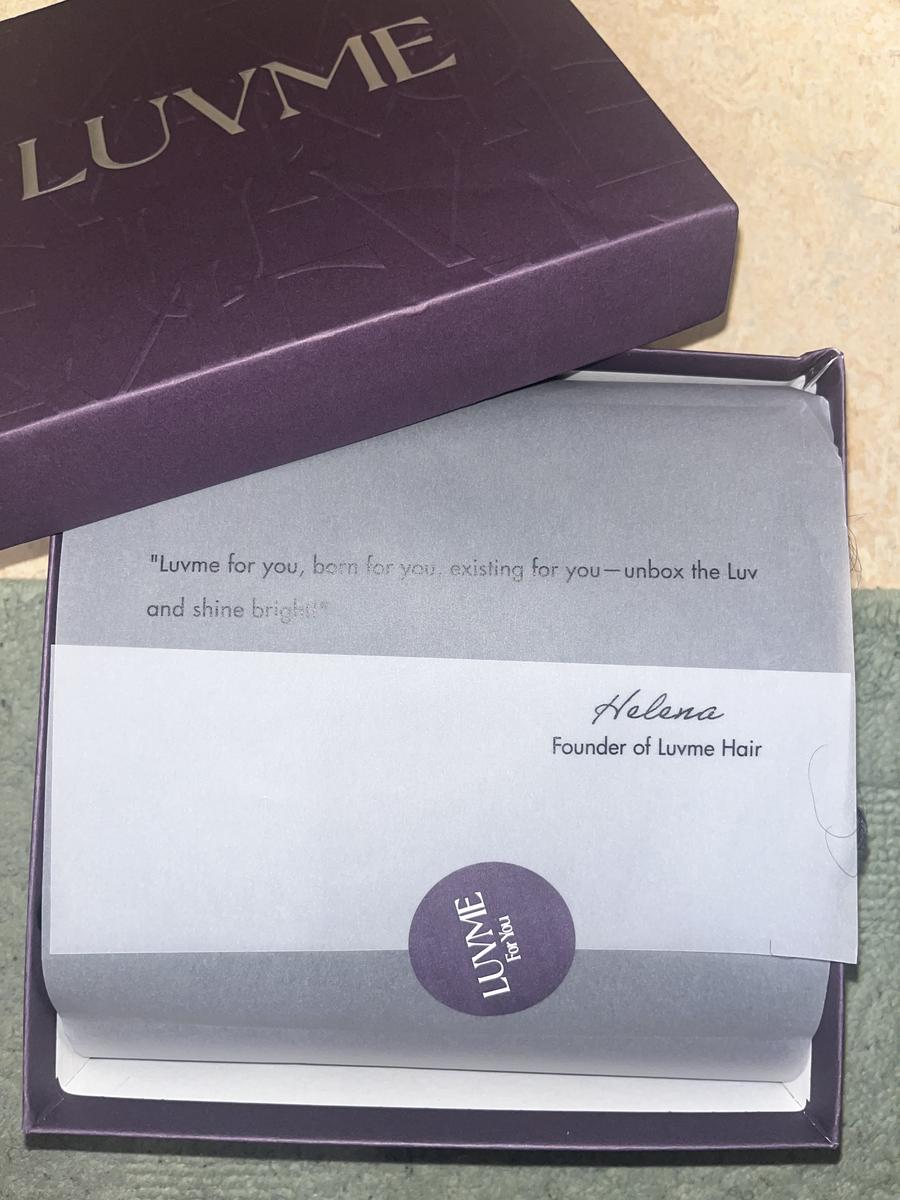 LUVME
"Luvme for you, born for you, existing for you—unbox the Luv
and shine bright!"
Helena
Founder of Luvme Hair
LUVME
For You